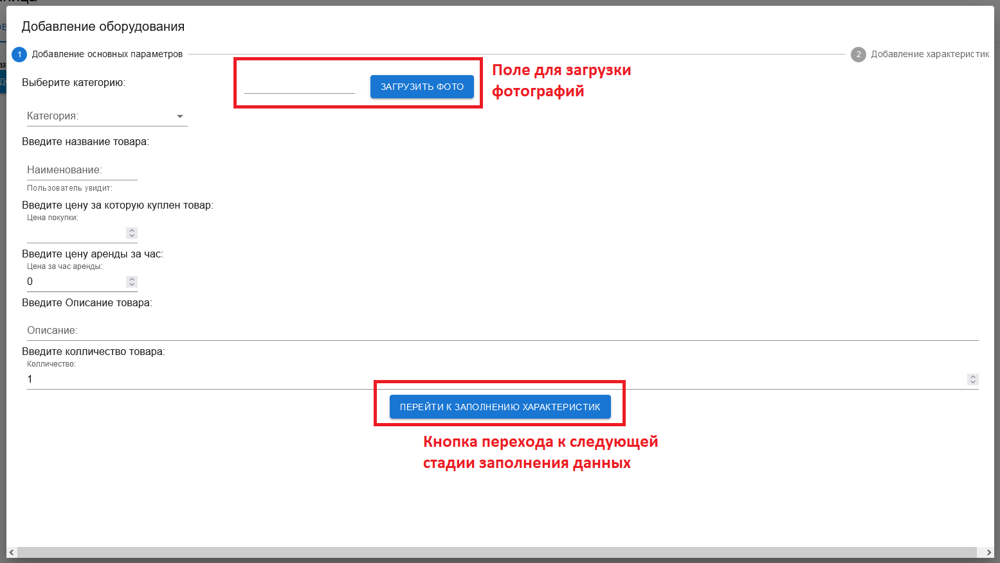 Добавление оборудования
1 Добавление основных параметров
2 Добавление характеристик
Выберите категорию:
ЗАГРУЗИТЬ ФОТО
Поле для загрузки
фотографий
Категория:
Введите название товара:
Наименование:
Пользователь увидит:
Введите цену за которую куплен товар:
Цена покупки:
Введите цену аренды за час:
Цена за час аренды:
0
Введите Описание товара:
Описание:
Введите колличество товара:
Колличество:
1
ПЕРЕЙТИ К ЗАПОЛНЕНИЮ ХАРАКТЕРИСТИК
Кнопка перехода к следующей
стадии заполнения данных